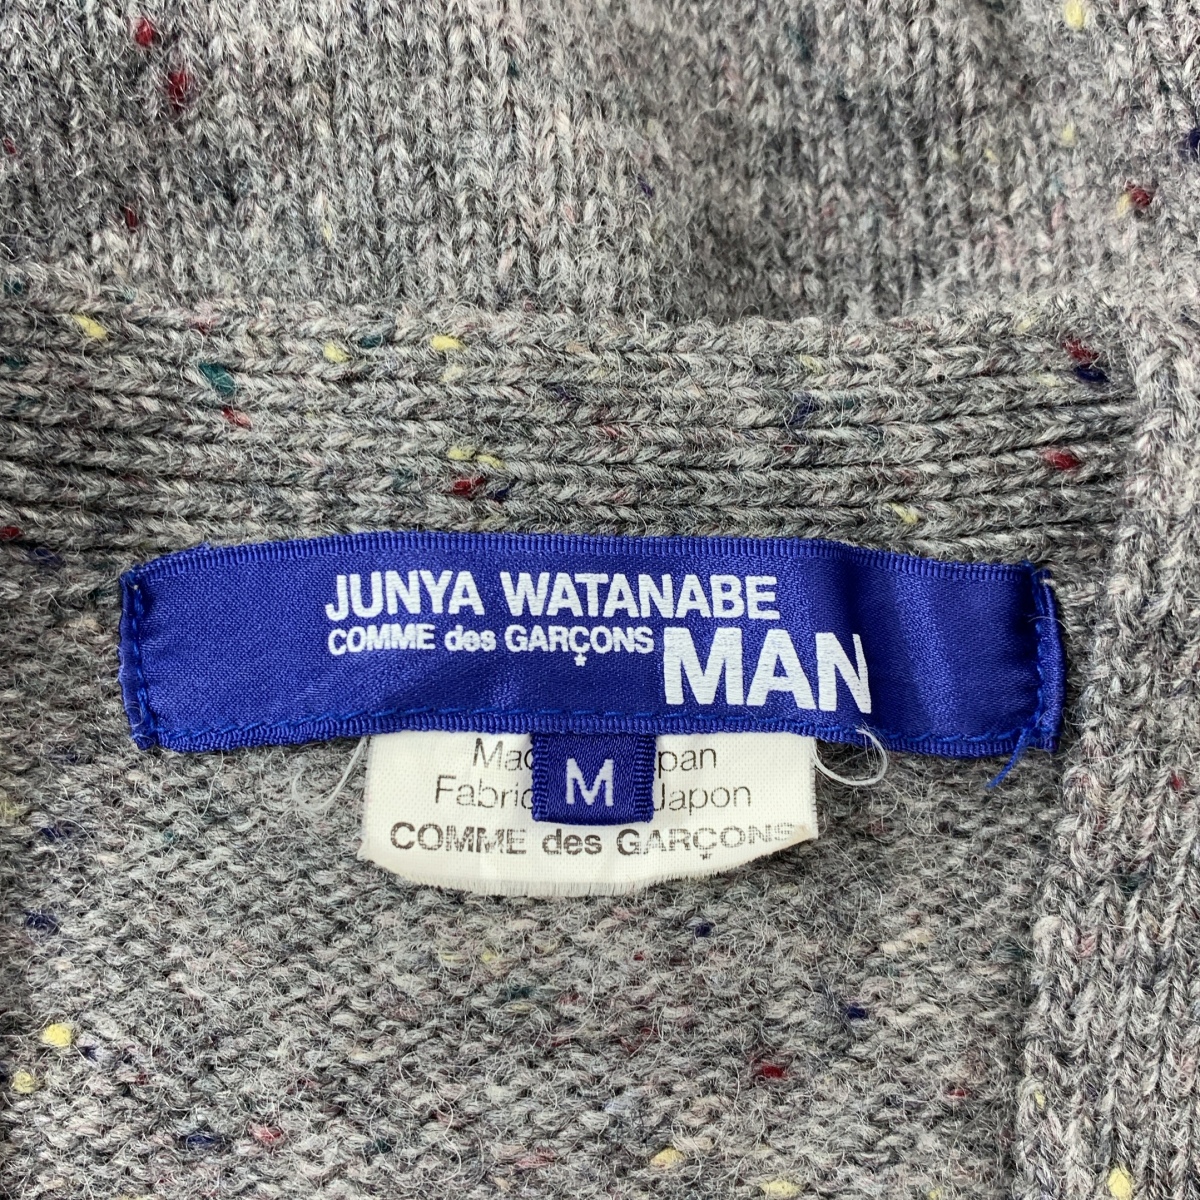 JUNYA WATANABE
COMME des GARÇONS MAN
M
COMME des GARÇONS